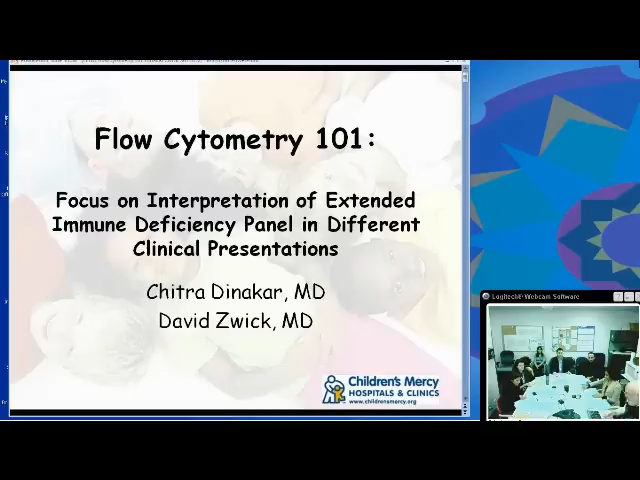 Flow Cytometry 101:
Focus on Interpretation of Extended
Immune Deficiency Panel in Different
Clinical Presentations
Chitra Dinakar, MD
David Zwick, MD
Children's Mercy
HOSPITALS & CLINICS
www.childrensmercy.org
Logitech® Webcam Software